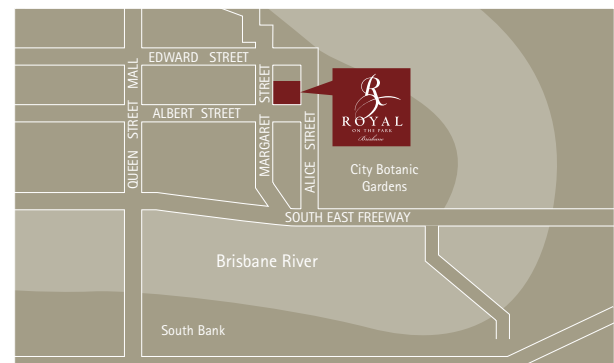 EDWARD STREET
ALBERT STREET
QUEEN STREET MALL
MARGARET STREET
ALICE STREET
R
ROYAL
ON THE PARK
Brisbane
City Botanic
Gardens
SOUTH EAST FREEWAY
Brisbane River
South Bank